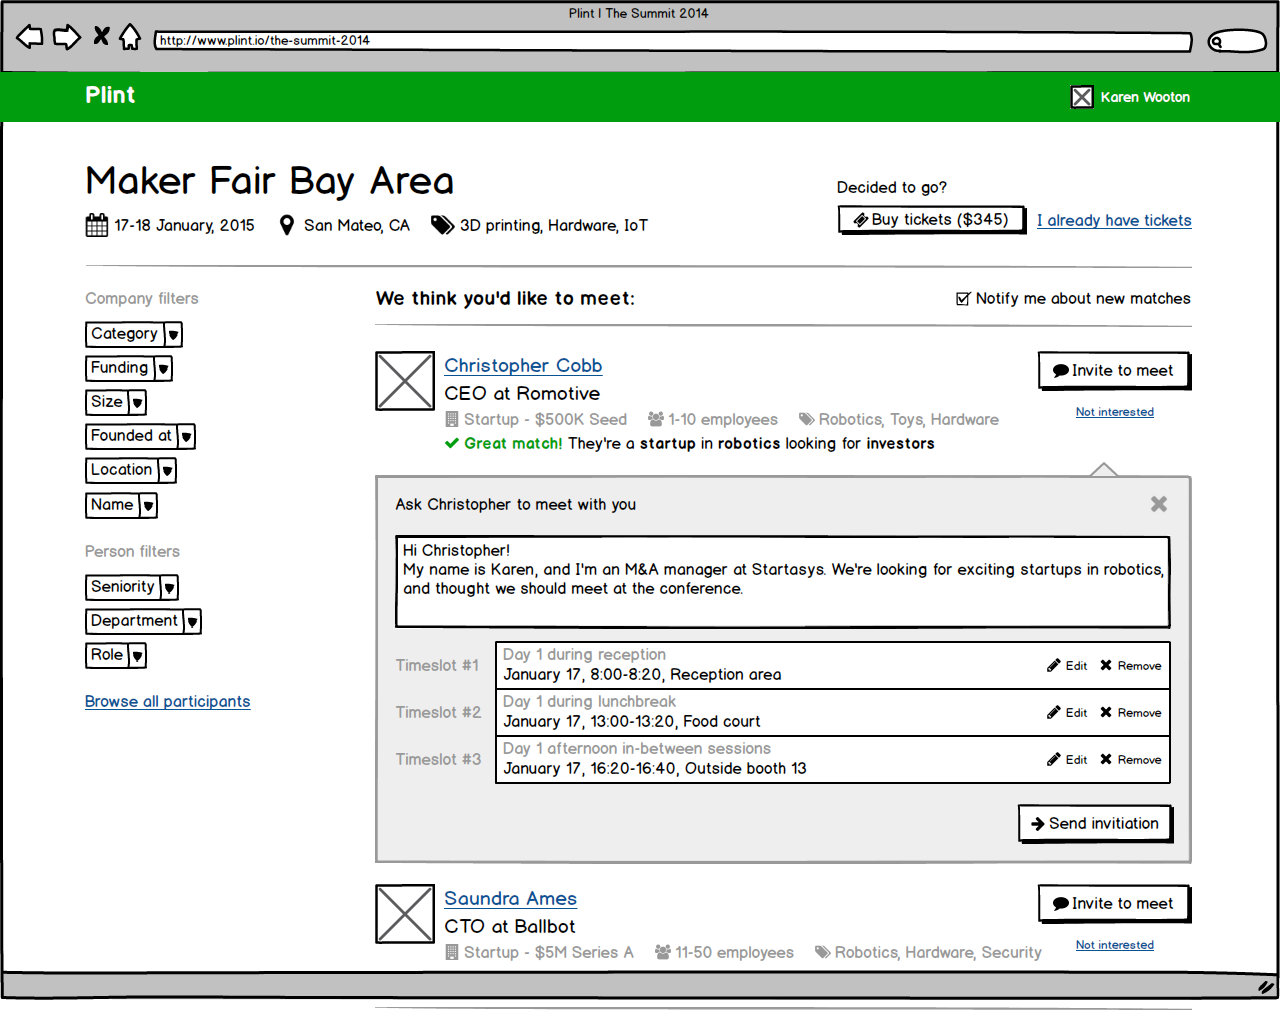 Plint | The Summit 2014
http://www.plint.io/the-summit-2014
Plint
Karen Wooton
Maker Fair Bay Area
17-18 January, 2015
San Mateo, CA
3D printing, Hardware, IoT
Decided to go?
Buy tickets ($345)
I already have tickets
Company filters
Category
Funding
Size
Founded at
Location
Name
Person filters
Seniority
Department
Role
Browse all participants
We think you'd like to meet:
Notify me about new matches
Christopher Cobb
CEO at Romotive
Startup - $500K Seed
1-10 employees
Robotics, Toys, Hardware
Great match! They're a startup in robotics looking for investors
Invite to meet
Not interested
Ask Christopher to meet with you
Hi Christopher!
My name is Karen, and I'm an M&A manager at Startasys. We're looking for exciting startups in robotics,
and thought we should meet at the conference.
Timeslot #1
Day 1 during reception
January 17, 8:00-8:20, Reception area
Edit
Remove
Timeslot #2
Day 1 during lunchbreak
January 17, 13:00-13:20, Food court
Edit
Remove
Timeslot #3
Day 1 afternoon in-between sessions
January 17, 16:20-16:40, Outside booth 13
Edit
Remove
Send invitiation
Saundra Ames
CTO at Ballbot
Startup - $5M Series A
11-50 employees
Robotics, Hardware, Security
Invite to meet
Not interested